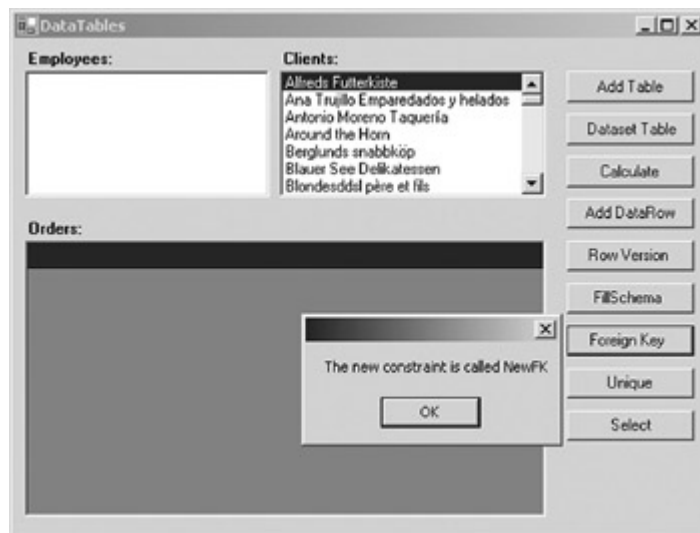 DataTables
Employees:
Clients:
Alfreds Futterkiste
Ana Trujillo Emparedados y helados
Antonio Moreno Taquería
Around the Horn
Berglunds snabbköp
Blauer See Delikatessen
Blondesddsl père et fils
Add Table
Dataset Table
Calculate
Add DataRow
Row Version
FillSchema
Foreign Key
Unique
Select
Orders:
The new constraint is called NewFK
OK